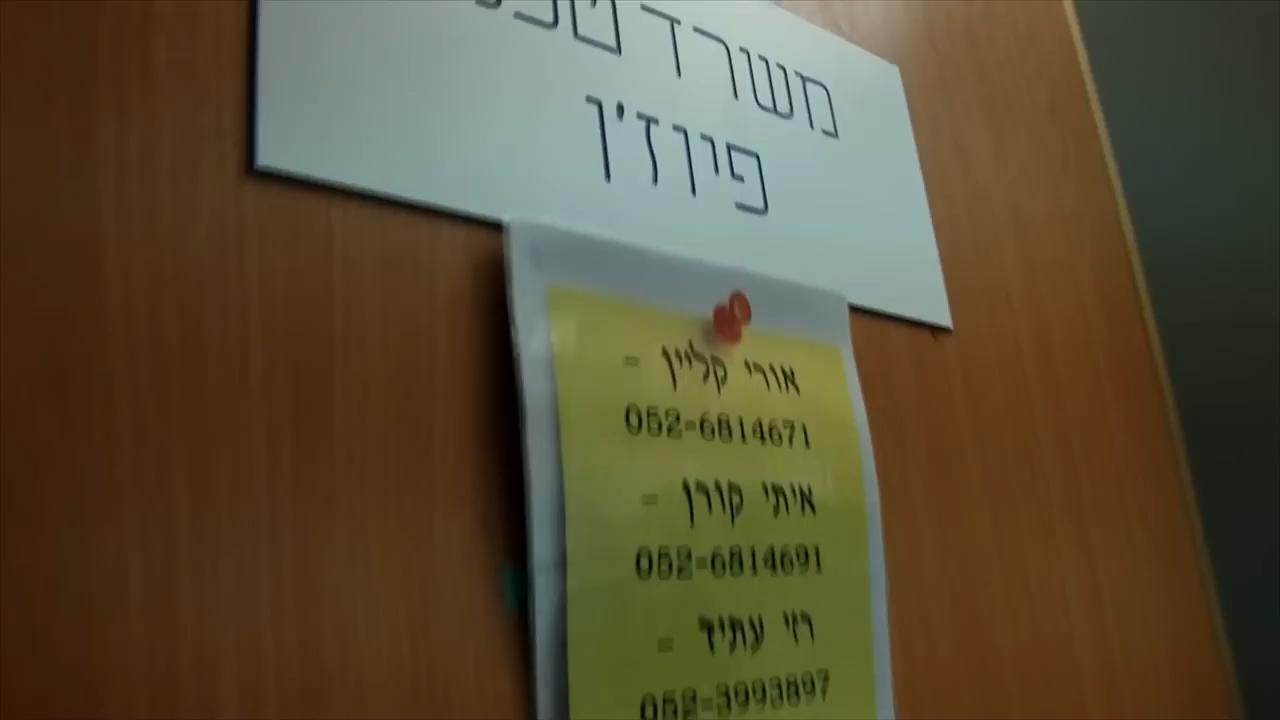 משרד
פיוז'ן
אורי קליין -
052-6814671
איתי קורן -
052-6814691
רזי עתיד -
052-3993897